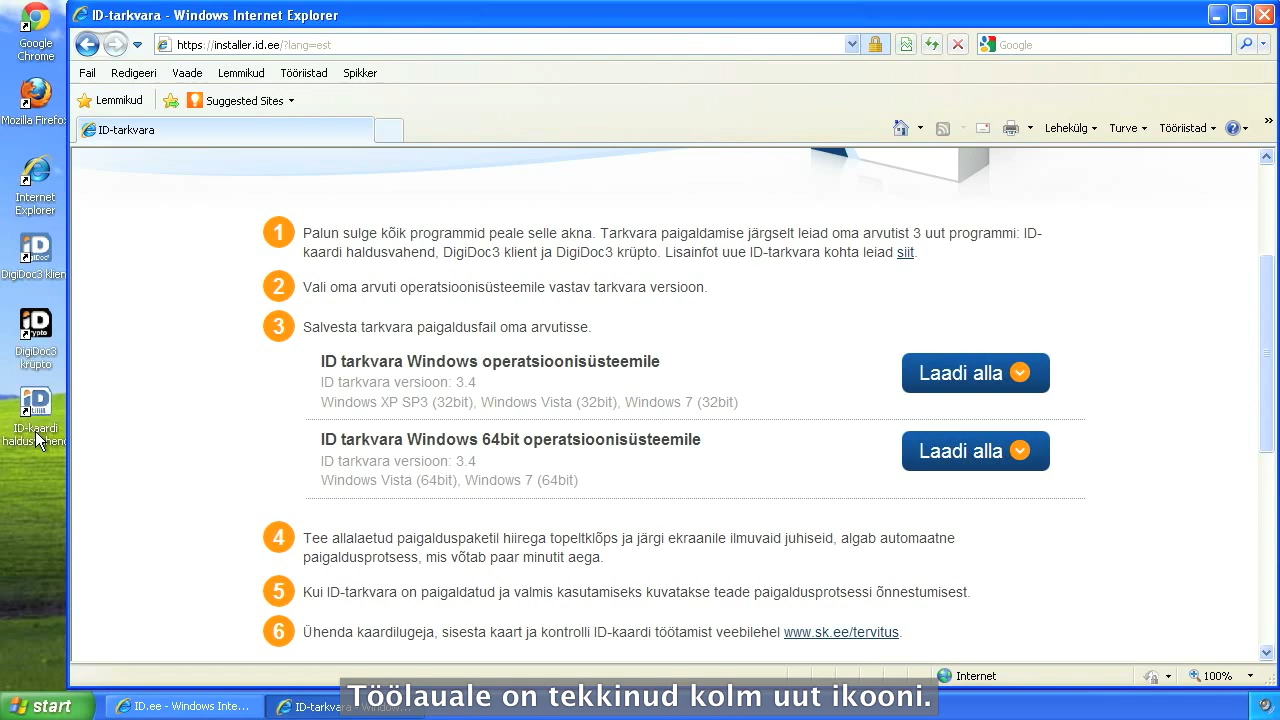 Google
Chrome
Mozilla Firefo
Internet
Explorer
DigiDoc3 klien
DigiDoc3
krüpto
ID-kaardi
ID-tarkvara - Windows Internet Explorer
https://installer.id.ee/?lang=est
Google
Fail Redigeeri Vaade Lemmikud Tööriistad Spikker
Lemmikud Suggested Sites
ID-tarkvara
Lehekülg Turve Tööriistad
1 Palun sulge kõik programmid peale selle akna. Tarkvara paigaldamise järgselt leiad oma arvutist 3 uut programmi: ID-
kaardi haldusvahend, DigiDoc3 klient ja DigiDoc3 krüpto. Lisainfot uue ID-tarkvara kohta leiad siit.
2 Vali oma arvuti operatsioonisüsteemile vastav tarkvara versioon.
3 Salvesta tarkvara paigaldusfail oma arvutisse.
ID tarkvara Windows operatsioonisüsteemile
ID tarkvara versioon: 3.4
Windows XP SP3 (32bit), Windows Vista (32bit), Windows 7 (32bit)
Laadi alla
ID tarkvara Windows 64bit operatsioonisüsteemile
ID tarkvara versioon: 3.4
Windows Vista (64bit), Windows 7 (64bit)
Laadi alla
4 Tee allalaetud paigalduspaketil hiirega topeltklõps ja järgi ekraanile ilmuvaid juhiseid, algab automaatne
paigaldusprotsess, mis võtab paar minutit aega.
5 Kui ID-tarkvara on paigaldatud ja valmis kasutamiseks kuvatakse teade paigaldusprotsessi õnnestumisest.
6 Ühenda kaardilugeja, sisesta kaart ja kontrolli ID-kaardi töötamist veebilehel www.sk.ee/tervitus.
Internet
100%
start
ID.ee - Windows Inte...
Töölauale on tekkinud kolm uut ikooni.